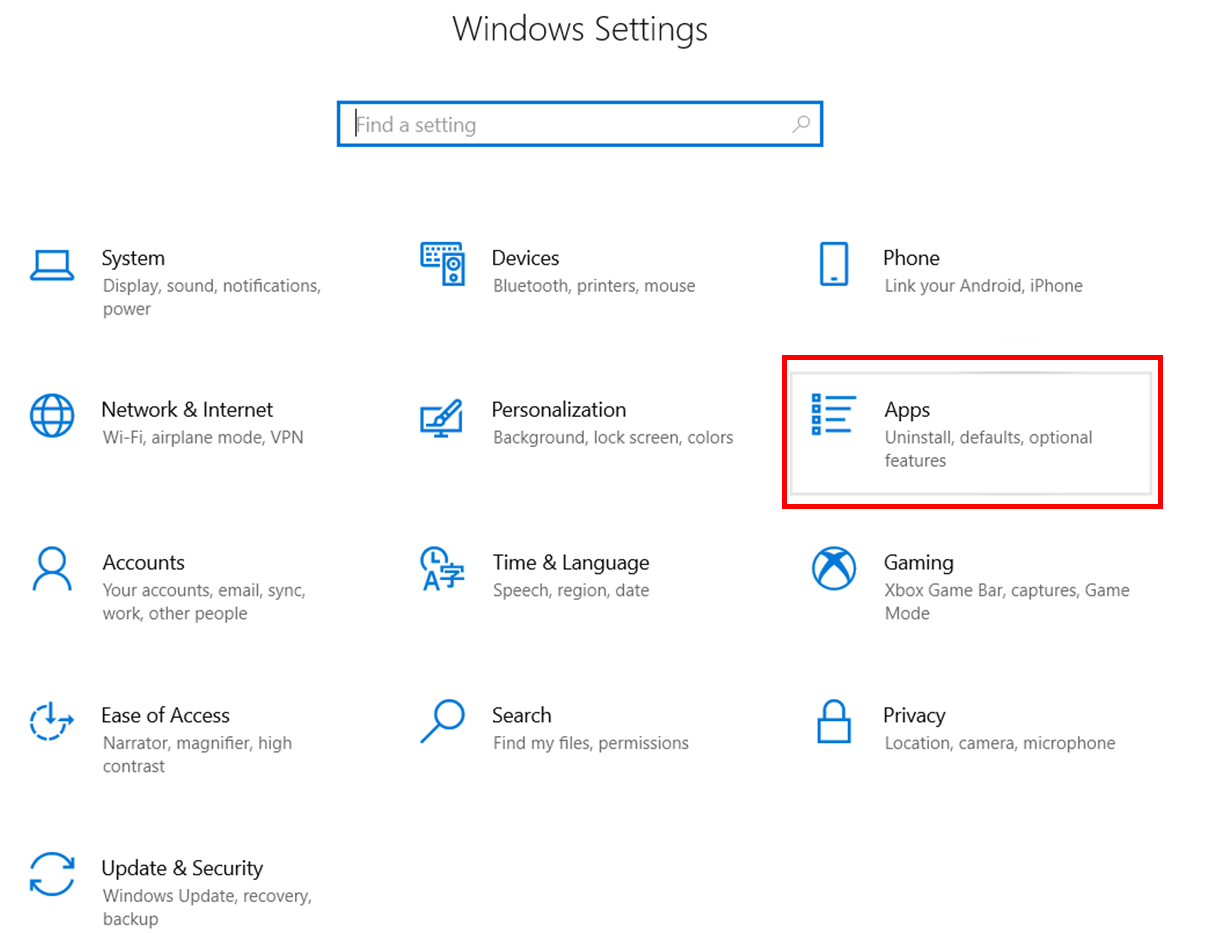 Windows Settings
Find a setting
System
Display, sound, notifications,
power
Devices
Bluetooth, printers, mouse
Phone
Link your Android, iPhone
Network & Internet
Wi-Fi, airplane mode, VPN
Personalization
Background, lock screen, colors
Apps
Uninstall, defaults, optional
features
Accounts
Your accounts, email, sync,
work, other people
A字
Time & Language
Speech, region, date
Gaming
Xbox Game Bar, captures, Game
Mode
Ease of Access
Narrator, magnifier, high
contrast
Search
Find my files, permissions
Privacy
Location, camera, microphone
Update & Security
Windows Update, recovery,
backup